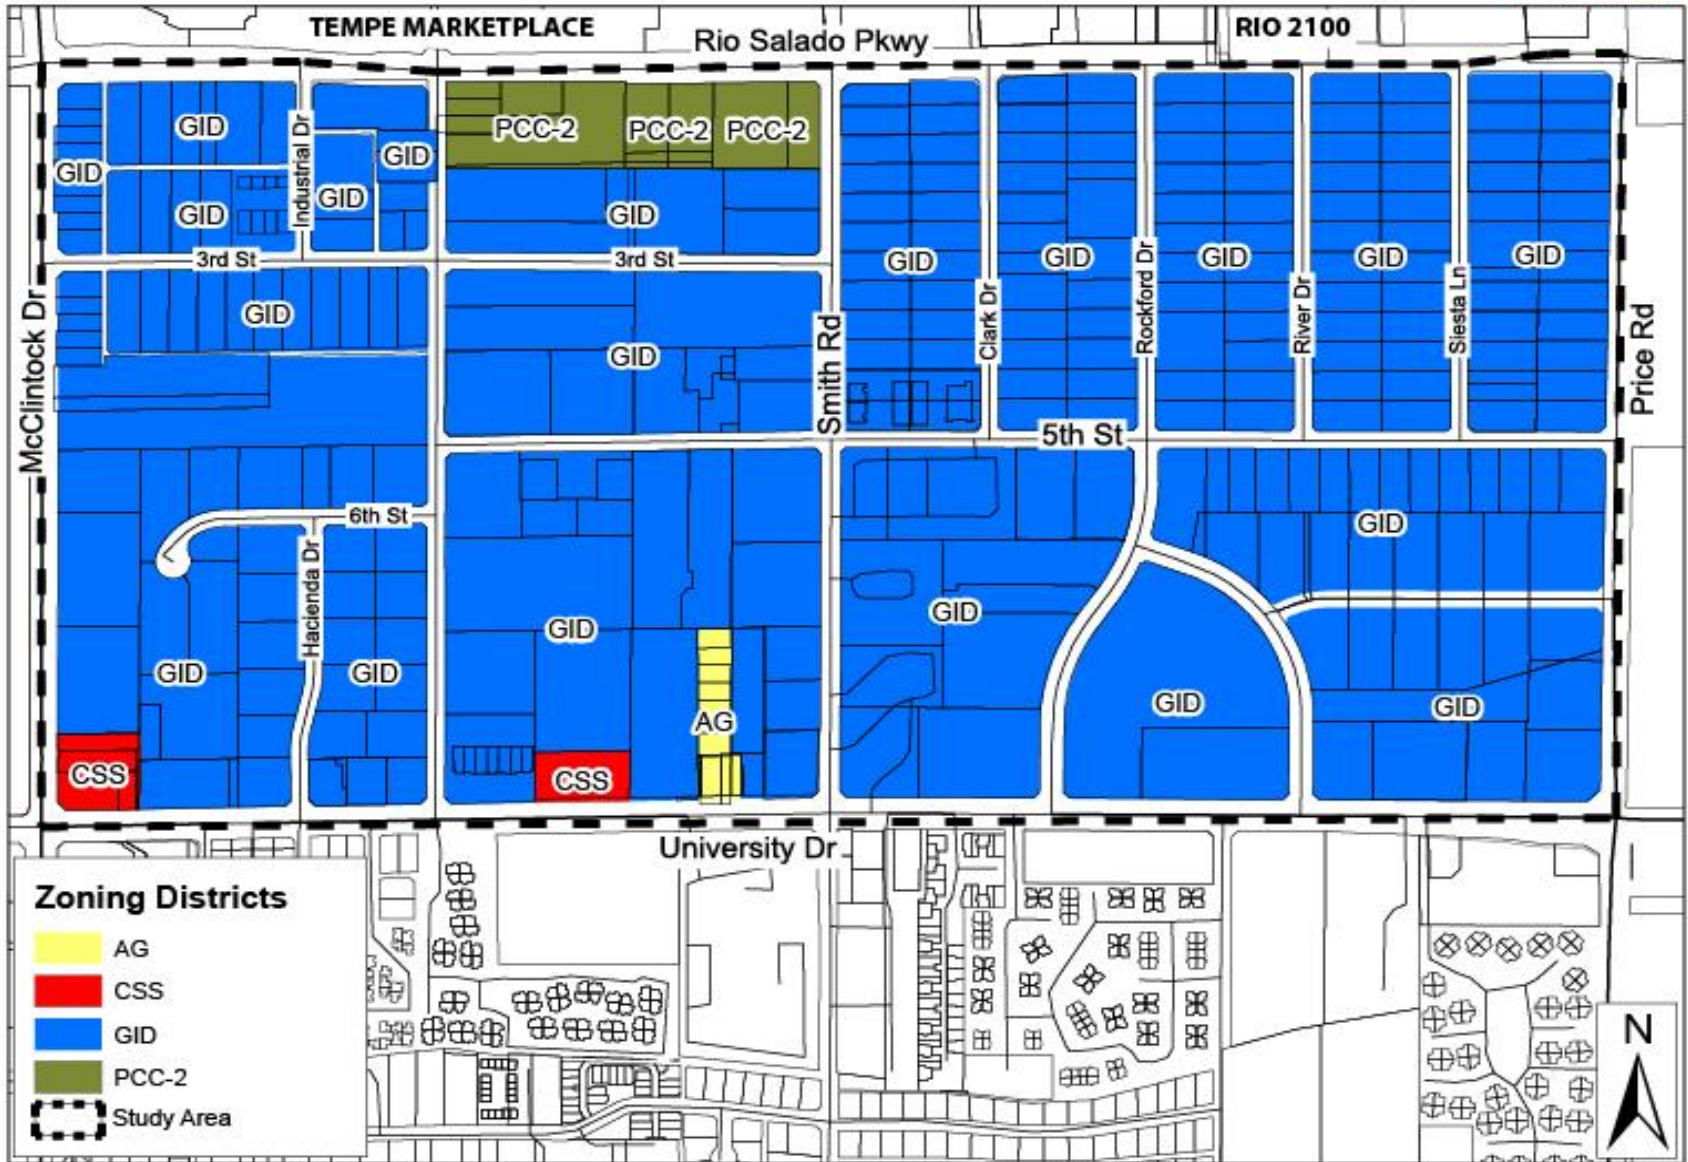 TEMPE MARKETPLACE
RIO 2100
Rio Salado Pkwy
GID
Industrial Dr
GID
PCC-2
PCC-2
PCC-2
GID
GID
GID
GID
3rd St
3rd St
GID
Clark Dr
GID
Rockford Dr
GID
River Dr
GID
Siesta Ln
GID
McClintock Dr
GID
GID
Smith Rd
Price Rd
5th St
6th St
Hacienda Dr
GID
GID
GID
GID
GID
AG
GID
GID
CSS
CSS
University Dr
Zoning Districts
AG
CSS
GID
PCC-2
Study Area
N